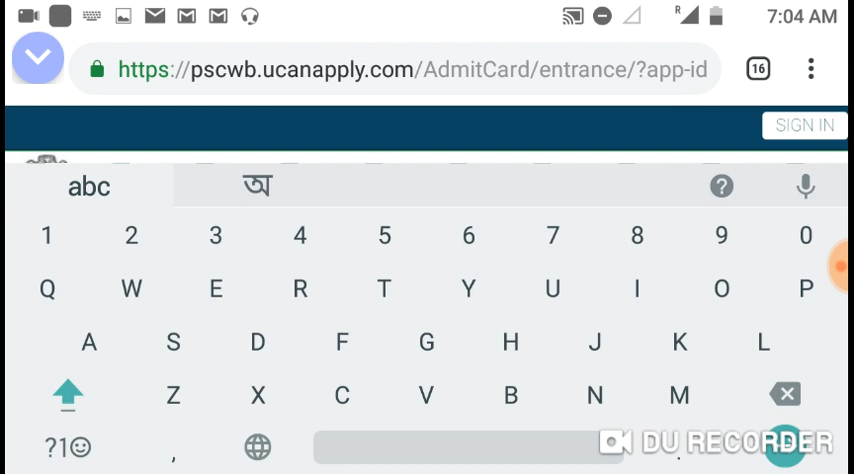 R 7:04 AM
https://pscwb.ucanapply.com/AdmitCard/entrance/?app-id 16
SIGN IN
abc অ ?
1 2 3 4 5 6 7 8 9 0
Q W E R T Y U I O P
A S D F G H J K L
Z X C V B N M
?1☺ , .
DU RECORDER